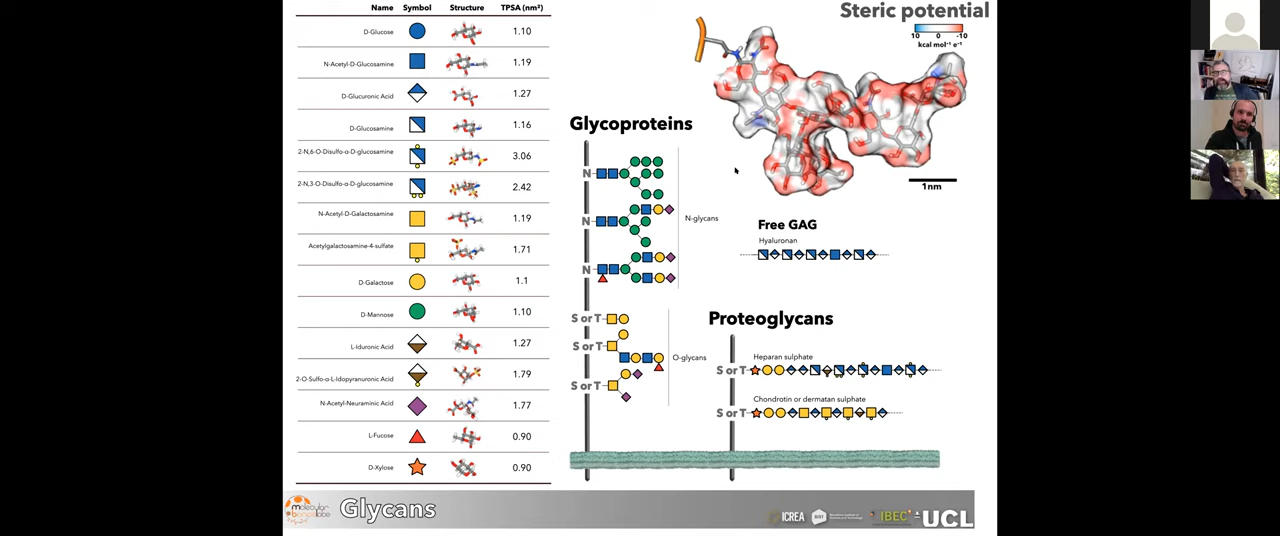 Steric potential
10 0 -10
kcal mol⁻¹ e⁻
1nm
Name Symbol Structure TPSA (nm²)
D-Glucose 1.10
N-Acetyl-D-Glucosamine 1.19
D-Glucuronic Acid 1.27
D-Glucosamine 1.16
2-N,6-O-Disulfo-α-D-glucosamine 3.06
2-N,3-O-Disulfo-α-D-glucosamine 2.42
N-Acetyl-D-Galactosamine 1.19
Acetylgalactosamine-4-sulfate 1.71
D-Galactose 1.1
D-Mannose 1.10
L-Iduronic Acid 1.27
2-O-Sulfo-α-L-Idopyranuronic Acid 1.79
N-Acetyl-Neuraminic Acid 1.77
L-Fucose 0.90
D-Xylose 0.90
Glycoproteins
N
N
N
N-glycans
S or T
S or T
S or T
O-glycans
Free GAG
Hyaluronan
Proteoglycans
Heparan sulphate
S or T
Chondrotin or dermatan sulphate
S or T
molecular
Glycans
ICREA
BIST
IBEC
UCL